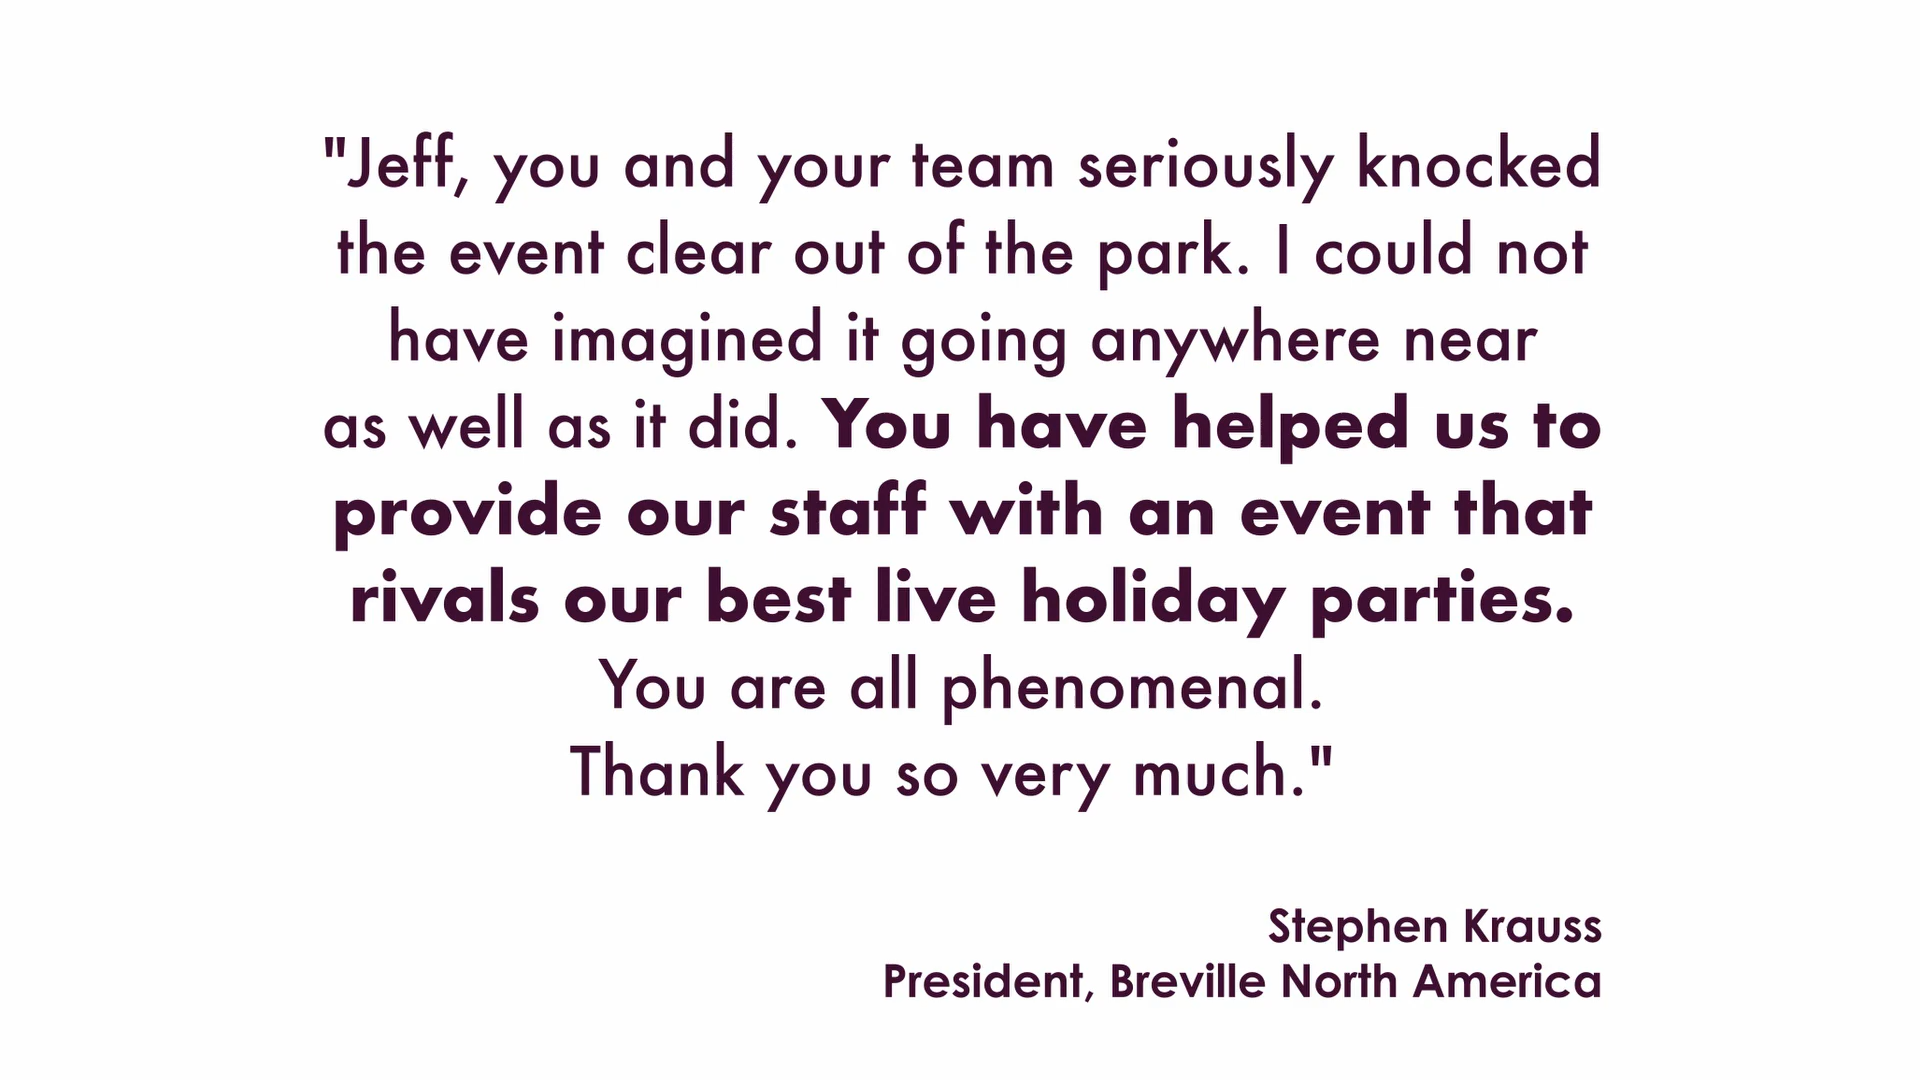 "Jeff, you and your team seriously knocked
the event clear out of the park. I could not
have imagined it going anywhere near
as well as it did. You have helped us to
provide our staff with an event that
rivals our best live holiday parties.
You are all phenomenal.
Thank you so very much."
Stephen Krauss
President, Breville North America